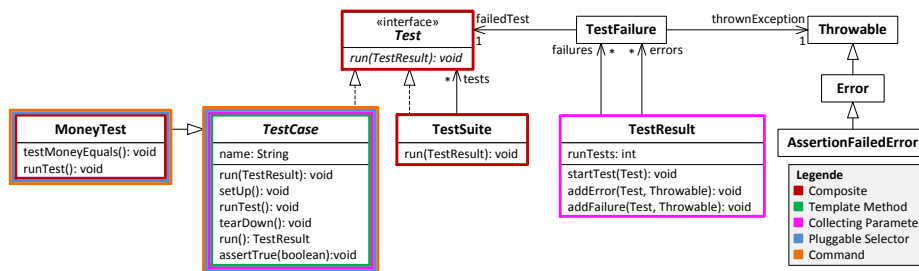 «interface»
Test
run(TestResult): void
failedTest
1
TestFailure
thrownException
1
Throwable
failures
*
*
errors
*
tests
Error
MoneyTest
testMoneyEquals(): void
runTest(): void
TestCase
name: String
run(TestResult): void
setUp(): void
runTest(): void
tearDown(): void
run(): TestResult
assertTrue(boolean):void
TestSuite
run(TestResult): void
TestResult
runTests: int
startTest(Test): void
addError(Test, Throwable): void
addFailure(Test, Throwable): void
AssertionFailedError
Legende
Composite
Template Method
Collecting Parameter
Pluggable Selector
Command